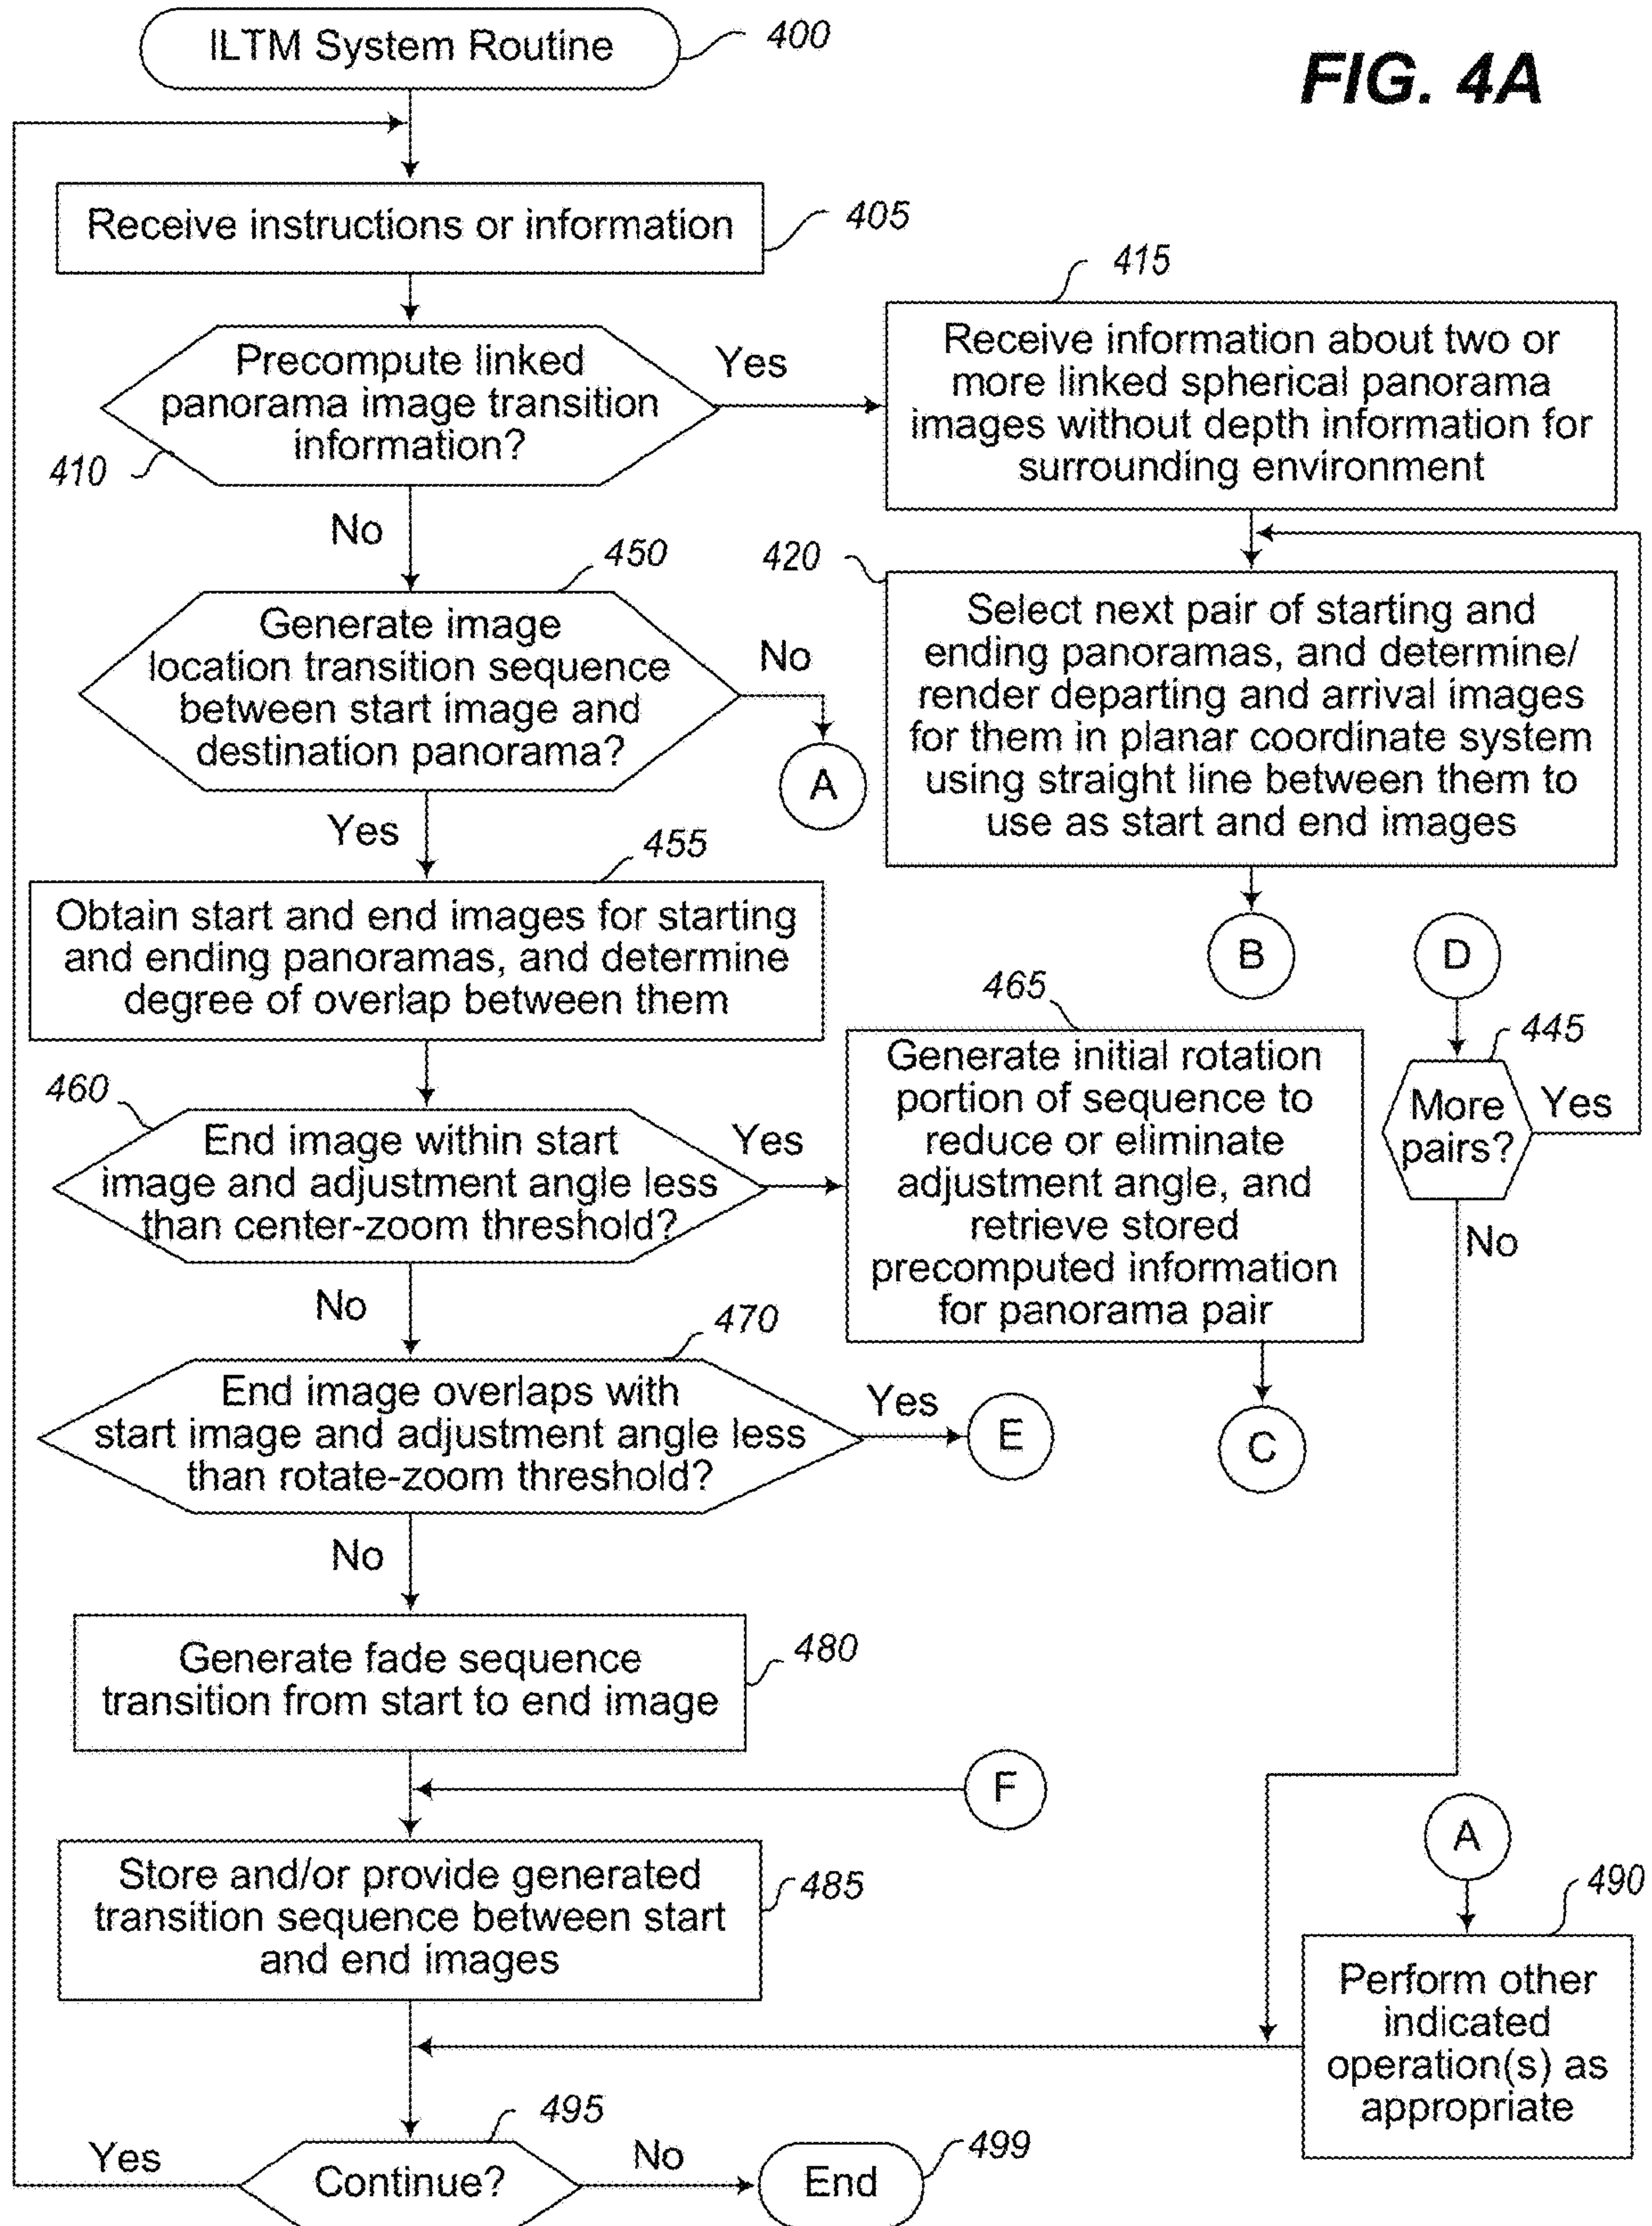 ILTM System Routine
400
FIG. 4A
Receive instructions or information
405
Precompute linked
panorama image transition
information?
410
Yes
No
415
Receive information about two or
more linked spherical panorama
images without depth information for
surrounding environment
420
Select next pair of starting and
ending panoramas, and determine/
render departing and arrival images
for them in planar coordinate system
using straight line between them to
use as start and end images
B
450
Generate image
location transition sequence
between start image and
destination panorama?
No
A
Yes
455
Obtain start and end images for starting
and ending panoramas, and determine
degree of overlap between them
460
End image within start
image and adjustment angle less
than center-zoom threshold?
Yes
No
465
Generate initial rotation
portion of sequence to
reduce or eliminate
adjustment angle, and
retrieve stored
precomputed information
for panorama pair
C
D
445
More
pairs?
Yes
No
470
End image overlaps with
start image and adjustment angle less
than rotate-zoom threshold?
Yes
E
No
480
Generate fade sequence
transition from start to end image
F
485
Store and/or provide generated
transition sequence between start
and end images
A
490
Perform other
indicated
operation(s) as
appropriate
495
Continue?
Yes
No
End
499